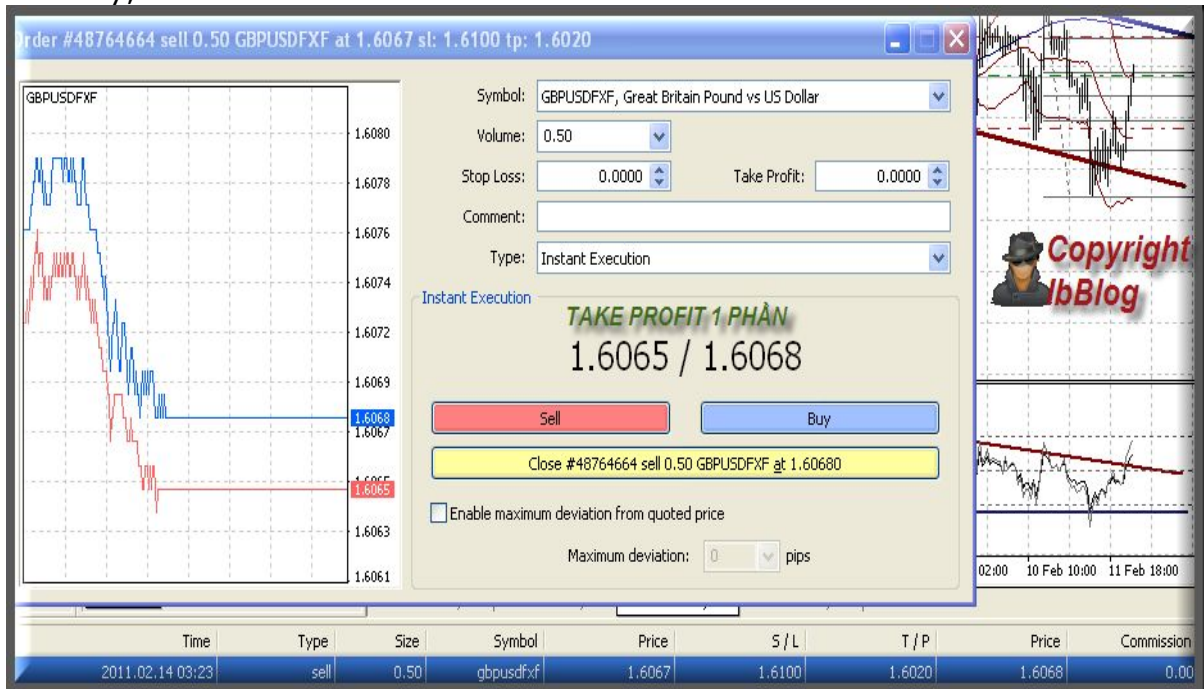 Order #48764664 sell 0.50 GBPUSDFXF at 1.6067 sl: 1.6100 tp: 1.6020
GBPUSDFXF
1.6080
1.6078
1.6076
1.6074
1.6072
1.6069
1.6068
1.6067
1.6065
1.6063
1.6061
Symbol: GBPUSDFXF, Great Britain Pound vs US Dollar
Volume: 0.50
Stop Loss: 0.0000 Take Profit: 0.0000
Comment:
Type: Instant Execution
Instant Execution
TAKE PROFIT 1 PHẦN
1.6065 / 1.6068
Sell Buy
Close #48764664 sell 0.50 GBPUSDFXF at 1.60680
Enable maximum deviation from quoted price
Maximum deviation: 0 pips
Copyright
IbBlog
02:00 10 Feb 10:00 11 Feb 18:00
Time Type Size Symbol Price S / L T / P Price Commission
2011.02.14 03:23 sell 0.50 gbpusdfxf 1.6067 1.6100 1.6020 1.6068 0.00